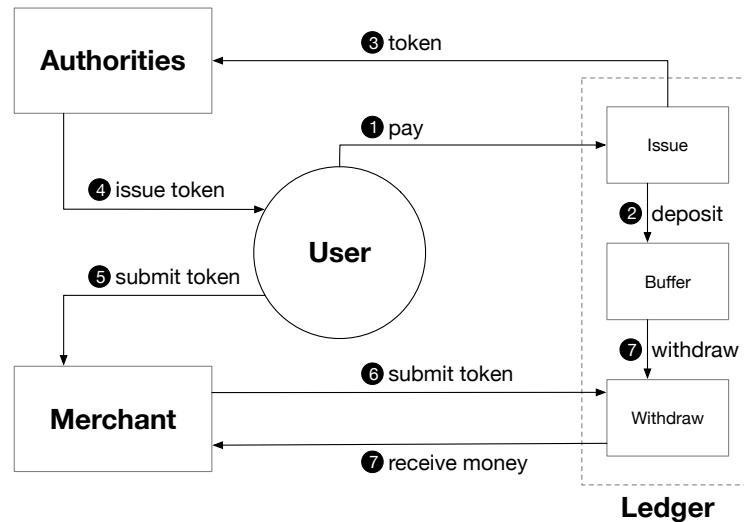 3 token
Authorities
1 pay
Issue
4 issue token
2 deposit
User
5 submit token
Buffer
7 withdraw
6 submit token
Merchant
Withdraw
7 receive money
Ledger